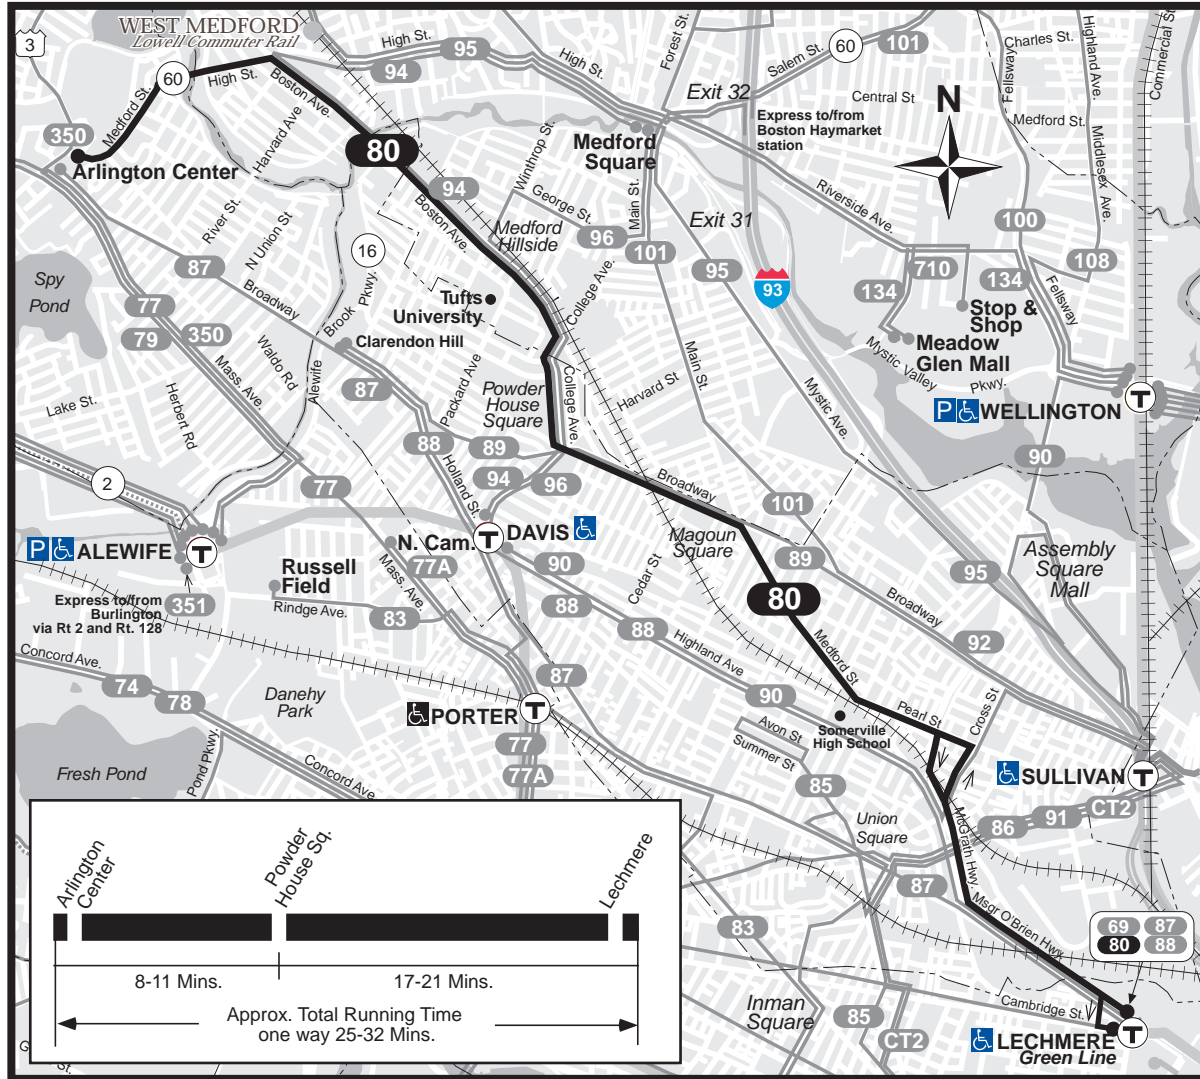 WEST MEDFORD
Lowell Commuter Rail
3
60
High St.
95
94
High St.
Forest St.
Salem St.
60
101
Charles St.
Fellsway
Highland Ave.
Commercial St.
High St.
Boston Ave.
Medford St.
350
Arlington Center
Harvard Ave
80
Exit 32
Express to/from
Boston Haymarket
station
Central St
N
Medford St.
Middlesex Ave.
Medford
Square
Winthrop St.
94
George St.
Main St.
Boston Ave.
Medford
Hillside
96
101
Exit 31
Riverside Ave.
100
River St.
N Union St
16
87
Broadway
Spy
Pond
77
79
350
Mass. Ave.
Waldo Rd
Brook Pkwy.
Alewife
Tufts
University
College Ave.
95
93
710
134
134
108
Fellsway
Stop &
Shop
Meadow
Glen Mall
Mystic Valley
Pkwy.
Clarendon Hill
87
Packard Ave
Powder
House
Square
College Ave.
Harvard St
Main St.
Mystic Ave.
P
WELLINGTON
T
Lake St.
Herbert Rd
88
89
Holland St.
94
96
90
2
77
Broadway
101
P
ALEWIFE
T
N. Cam.
77A
T
DAVIS
90
Magoun
Square
89
95
Assembly
Square
Mall
Russell
Field
Cedar St
80
Broadway
Express to/from
Burlington
via Rt 2 and Rt. 128
351
Rindge Ave.
83
Mass. Ave.
88
88
Highland Ave
Medford St
92
Concord Ave.
74
78
Danehy
Park
87
90
Pearl St
Cross St
PORTER
T
Avon St
Summer St
Somerville
High School
77
77A
Fresh Pond
Pond Pkwy.
Concord Ave
85
SULLIVAN
T
Union
Square
McGrath Hwy.
86
91
CT2
87
Msgr O'Brien Hwy
83
69
87
80
88
Inman
Square
85
CT2
Cambridge St.
LECHMERE
T
Green Line
Arlington
Center
Powder
House Sq.
Lechmere
8-11 Mins.
17-21 Mins.
Approx. Total Running Time
one way 25-32 Mins.